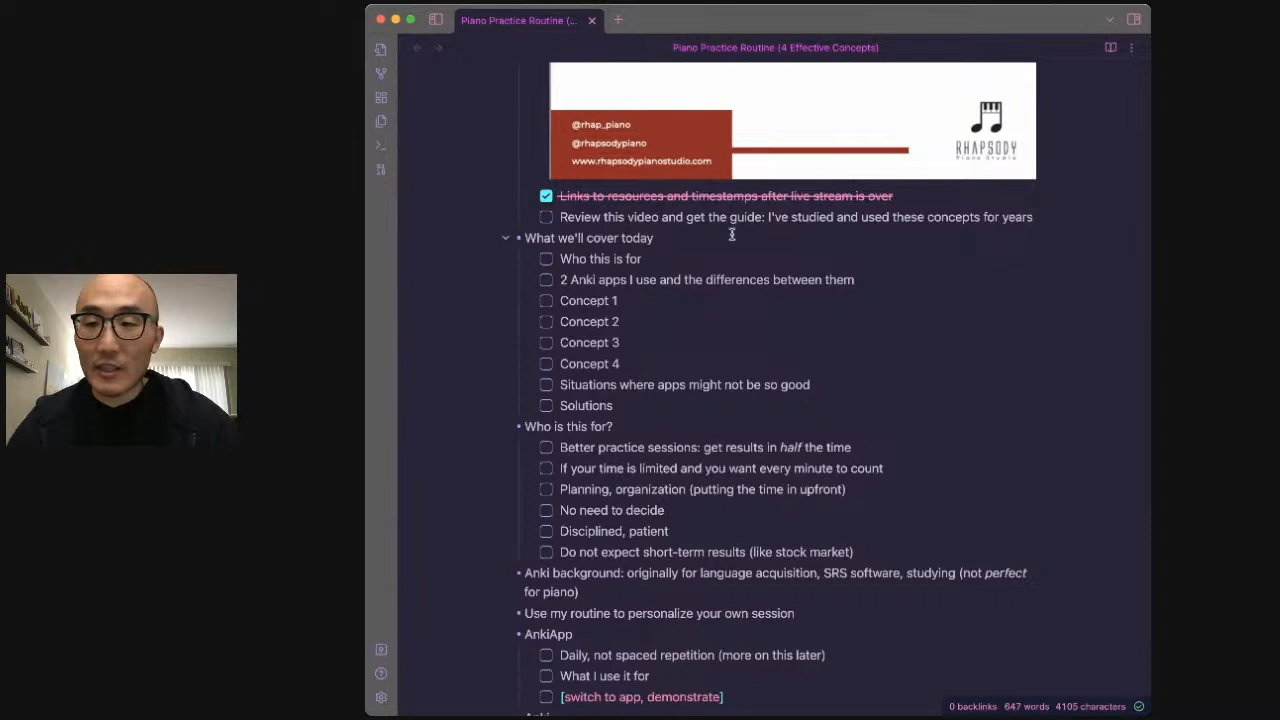 Piano Practice Routine (...
Piano Practice Routine (4 Effective Concepts)
@rhap_piano
@rhapsodypiano
www.rhapsodypianostudio.com
RHAPSODY
Piano Studio
Links to resources and timestamps after live stream is over
Review this video and get the guide: I've studied and used these concepts for years
What we'll cover today
Who this is for
2 Anki apps I use and the differences between them
Concept 1
Concept 2
Concept 3
Concept 4
Situations where apps might not be so good
Solutions
Who is this for?
Better practice sessions: get results in half the time
If your time is limited and you want every minute to count
Planning, organization (putting the time in upfront)
No need to decide
Disciplined, patient
Do not expect short-term results (like stock market)
Anki background: originally for language acquisition, SRS software, studying (not perfect
for piano)
Use my routine to personalize your own session
AnkiApp
Daily, not spaced repetition (more on this later)
What I use it for
[switch to app, demonstrate]
0 backlinks 647 words 4105 characters